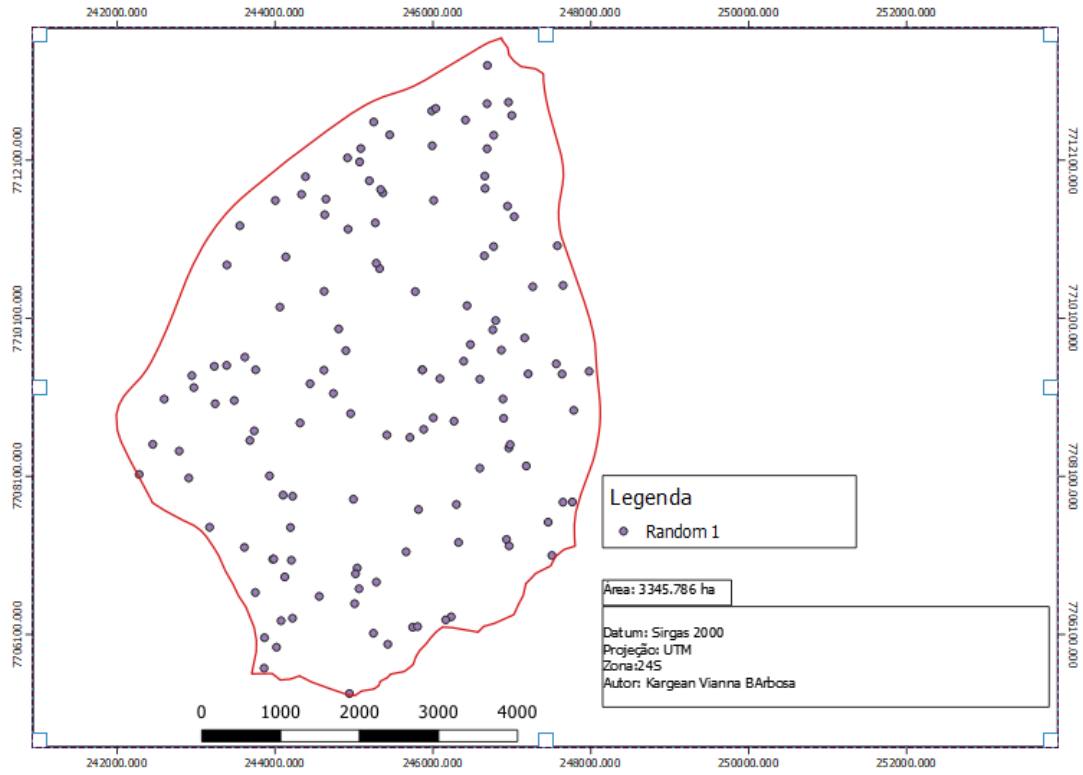 242000.000 244000.000 246000.000 248000.000 250000.000 252000.000
7712100.000 7712100.000
7710100.000 7710100.000
7708100.000 7708100.000
Legenda
Random 1
Área: 3345.786 ha
7706100.000 7706100.000
Datum: Sirgas 2000
Projeção: UTM
Zona:24S
Autor: Kargean Vianna BArbosa
0 1000 2000 3000 4000
242000.000 244000.000 246000.000 248000.000 250000.000 252000.000